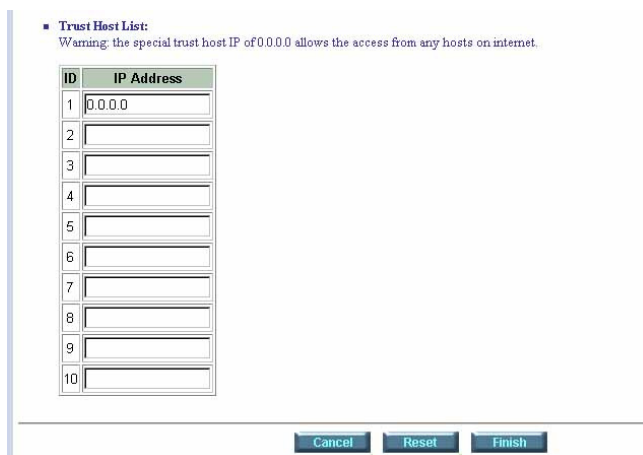 Trust Host List:
Warning: the special trust host IP of 0.0.0.0 allows the access from any hosts on internet.
ID IP Address
1 0.0.0.0
2
3
4
5
6
7
8
9
10
Cancel Reset Finish